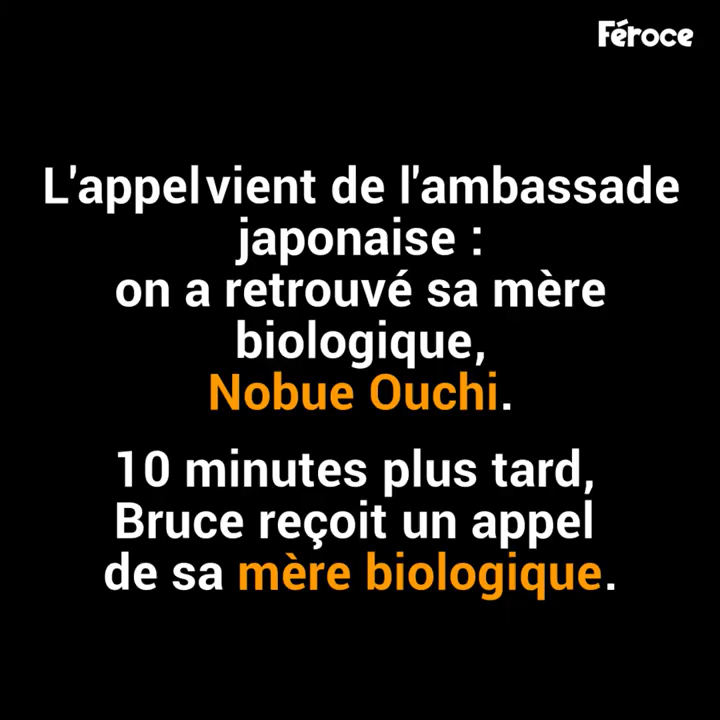 Féroce
L'appel vient de l'ambassade
japonaise :
on a retrouvé sa mère
biologique,
Nobue Ouchi.
10 minutes plus tard,
Bruce reçoit un appel
de sa mère biologique.